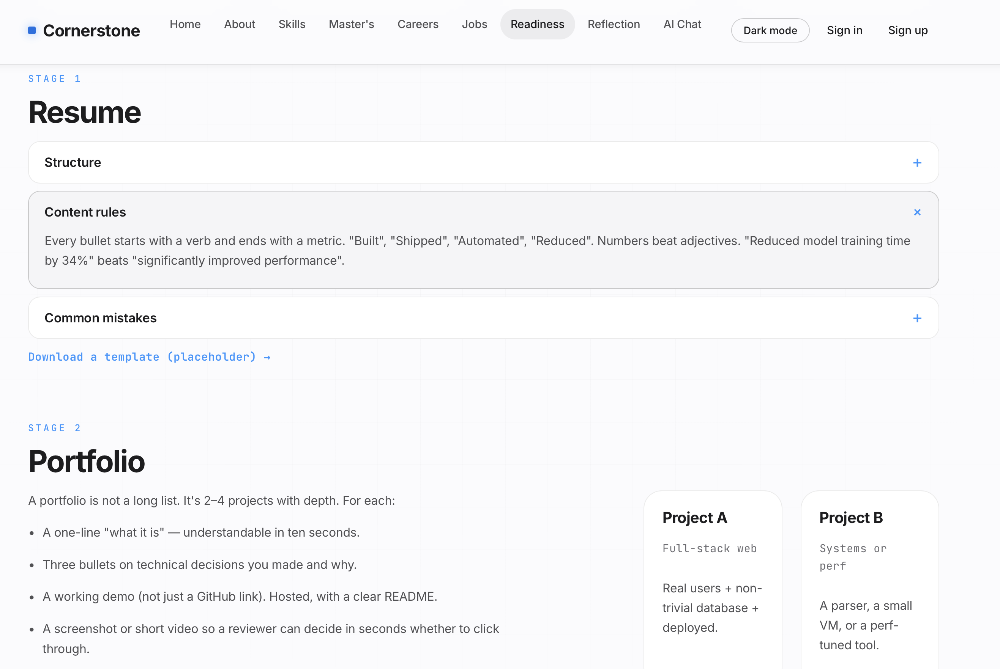 Cornerstone
Home
About
Skills
Master's
Careers
Jobs
Readiness
Reflection
AI Chat
Dark mode
Sign in
Sign up
STAGE 1
Resume
Structure
+
Content rules
×
Every bullet starts with a verb and ends with a metric. "Built", "Shipped", "Automated", "Reduced". Numbers beat adjectives. "Reduced model training time
by 34%" beats "significantly improved performance".
Common mistakes
+
Download a template (placeholder) →
STAGE 2
Portfolio
A portfolio is not a long list. It's 2–4 projects with depth. For each:
• A one-line "what it is" — understandable in ten seconds.
• Three bullets on technical decisions you made and why.
• A working demo (not just a GitHub link). Hosted, with a clear README.
• A screenshot or short video so a reviewer can decide in seconds whether to click
through.
Project A
Full-stack web
Real users + non-
trivial database +
deployed.
Project B
Systems or
perf
A parser, a small
VM, or a perf-
tuned tool.